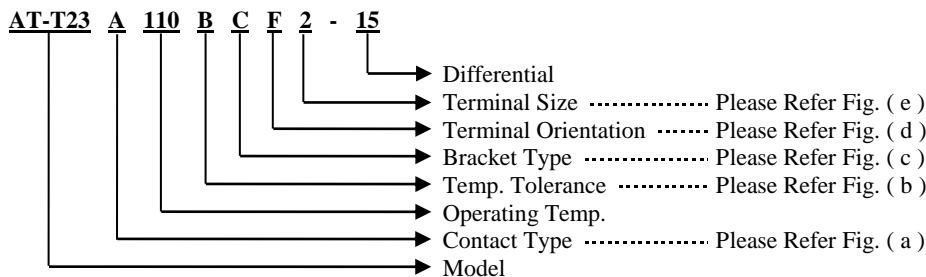 AT-T23 A 110 B C F 2 - 15
Differential
Terminal Size Please Refer Fig. ( e )
Terminal Orientation Please Refer Fig. ( d )
Bracket Type Please Refer Fig. ( c )
Temp. Tolerance Please Refer Fig. ( b )
Operating Temp.
Contact Type Please Refer Fig. ( a )
Model